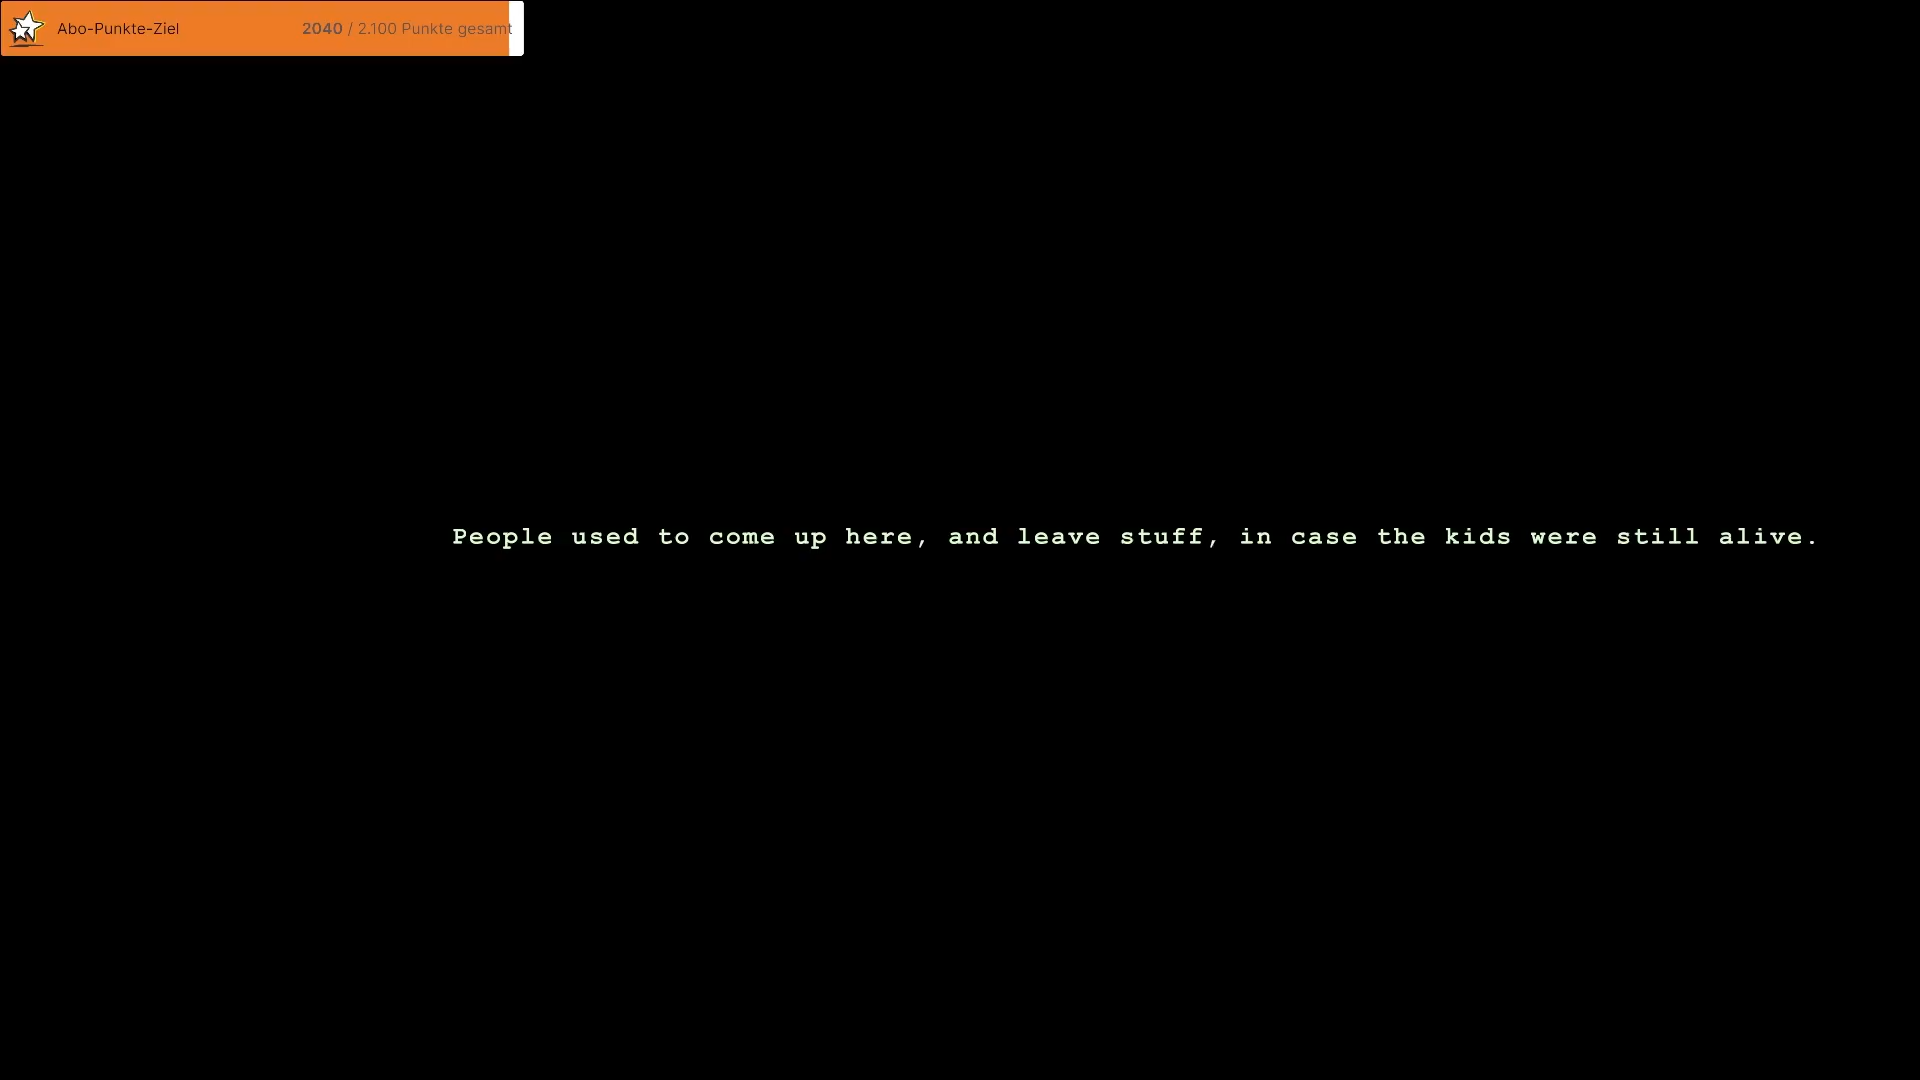 Abo-Punkte-Ziel 2040 / 2.100 Punkte gesamt
People used to come up here, and leave stuff, in case the kids were still alive.